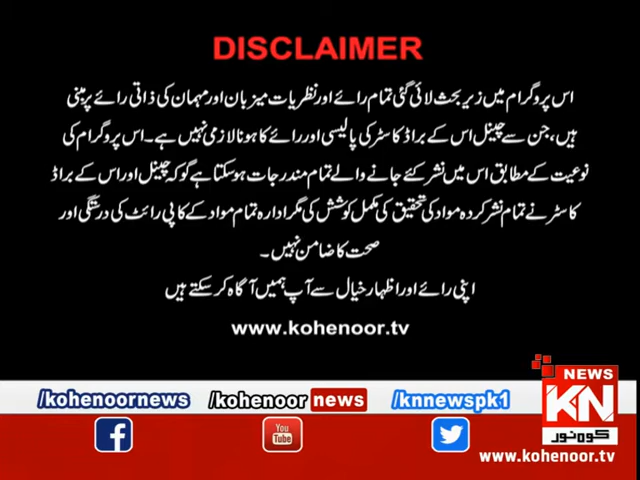 DISCLAIMER
اس پروگرام میں زیر بحث لائی گئی تمام رائے اور نظریات میزبان اور مہمان کی ذاتی رائے پر مبنی
ہیں، جن سے چینل اس کے براڈ کاسٹر کی پالیسی اور رائے کا ہونا لازمی نہیں ہے۔ اس پروگرام کی
نوعیت کے مطابق اس میں نشر کئے جانے والے تمام مندرجات ہو سکتا ہے گو کہ چینل اور اس کے براڈ
کاسٹر نے تمام نشر کردہ مواد کی تحقیق کی مکمل کوشش کی مگر ادارہ تمام مواد کے کاپی رائٹ کی درستگی اور
صحت کا ضامن نہیں۔
اپنی رائے اور اظہار خیال سے آپ ہمیں آگاہ کر سکتے ہیں
www.kohenoor.tv
/kohenoornews /kohenoor news /knnewspk1
f You Tube
NEWS
KN
کوہ نور
www.kohenoor.tv